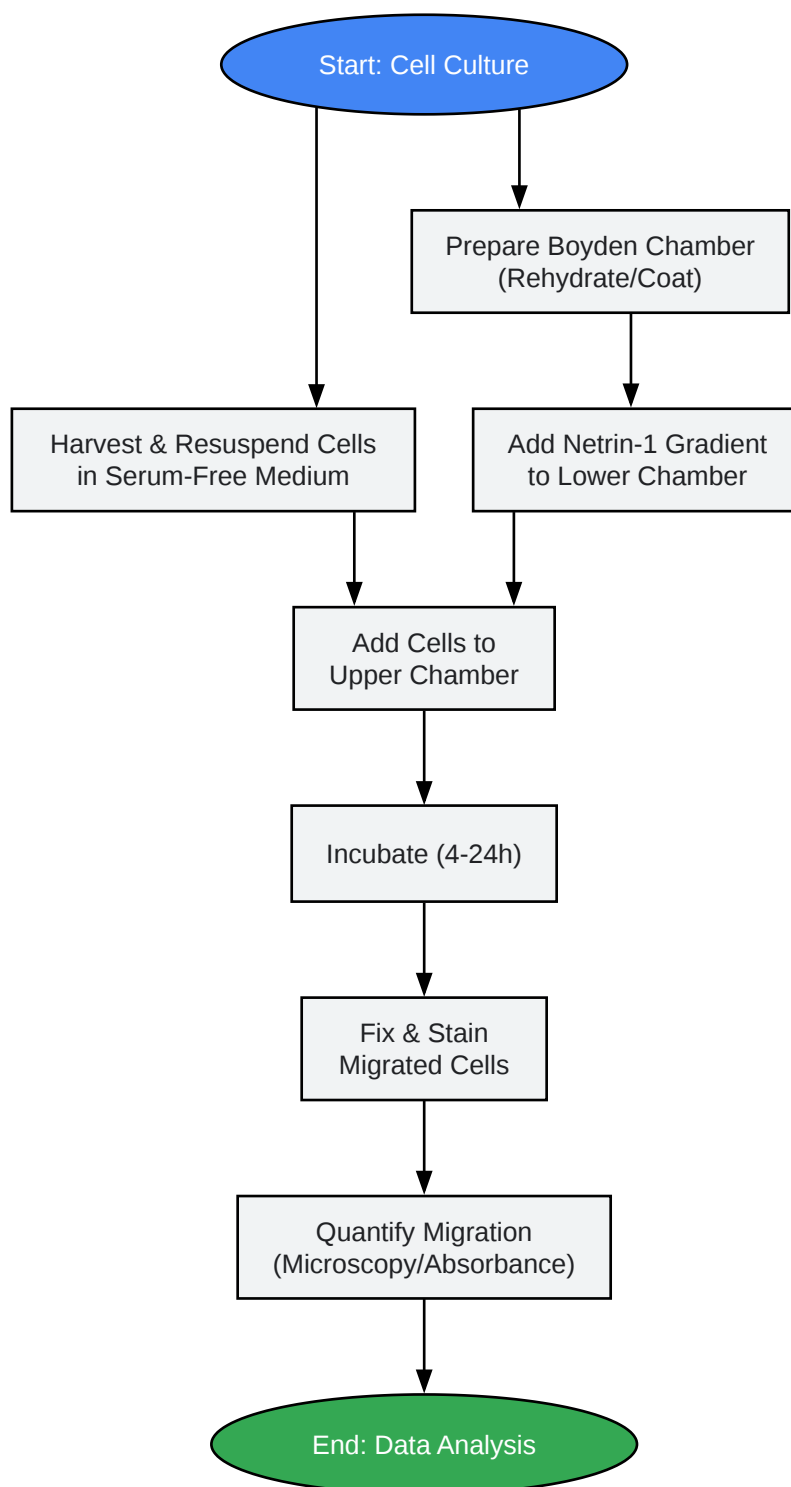 Start: Cell Culture
Prepare Boyden Chamber
(Rehydrate/Coat)
Harvest & Resuspend Cells
in Serum-Free Medium
Add Netrin-1 Gradient
to Lower Chamber
Add Cells to
Upper Chamber
Incubate (4-24h)
Fix & Stain
Migrated Cells
Quantify Migration
(Microscopy/Absorbance)
End: Data Analysis